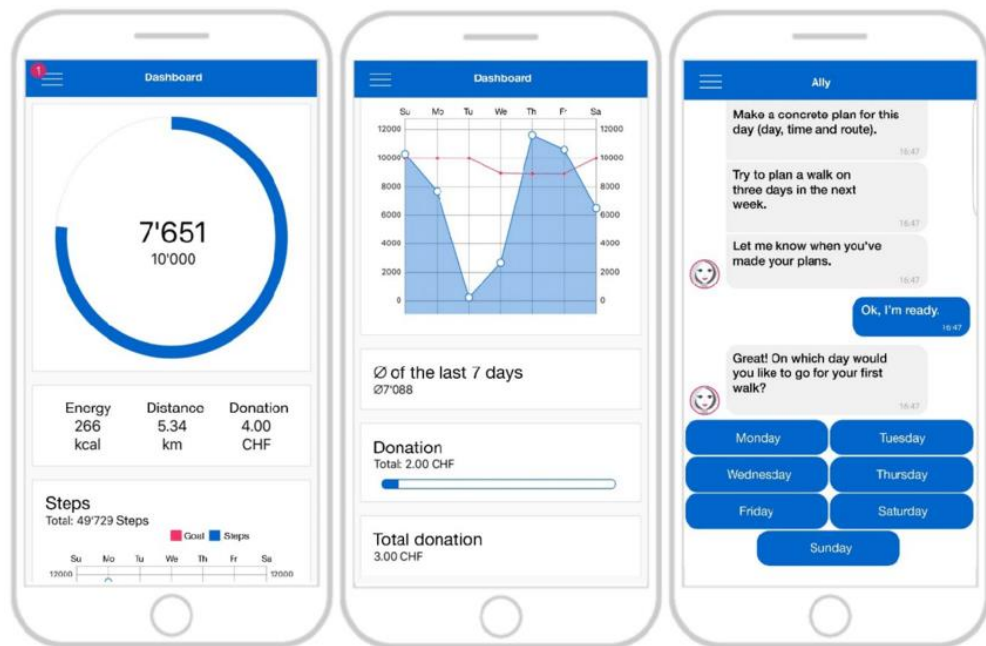 1
Dashboard
7'651
10'000
Energy Distance Donation
266 5.34 4.00
kcal km CHF
Steps
Total: 49'729 Steps
Goal Steps
Su Mo Tu We Th Fr Sa
12000 12000
Dashboard
Su Mo Tu We Th Fr Sa
12000 12000
10000 10000
8000 8000
6000 6000
4000 4000
2000 2000
0 0
Ø of the last 7 days
Ø7'088
Donation
Total: 2.00 CHF
Total donation
3.00 CHF
Ally
Make a concrete plan for this
day (day, time and route).
16:47
Try to plan a walk on
three days in the next
week.
16:47
Let me know when you've
made your plans.
16:47
Ok, I'm ready.
16:47
Great! On which day would
you like to go for your first
walk?
16:47
Monday Tuesday
Wednesday Thursday
Friday Saturday
Sunday